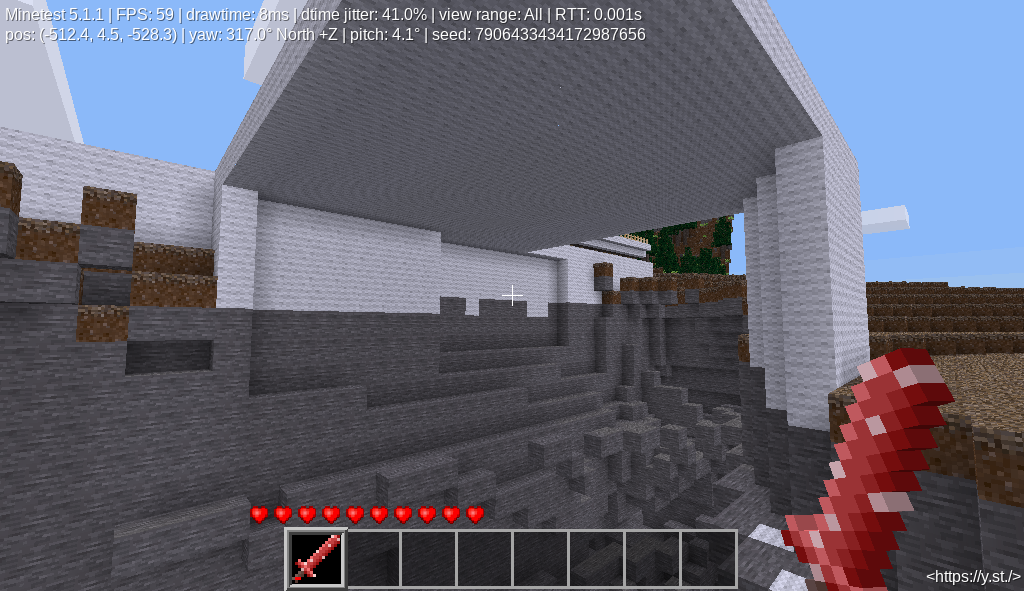 Minetest 5.1.1 | FPS: 59 | drawtime: 8ms | dtime jitter: 41.0% | view range: All | RTT: 0.001s
pos: (-512.4, 4.5, -528.3) | yaw: 317.0° North +Z | pitch: 4.1° | seed: 7906433434172987656
<https://y.st./>